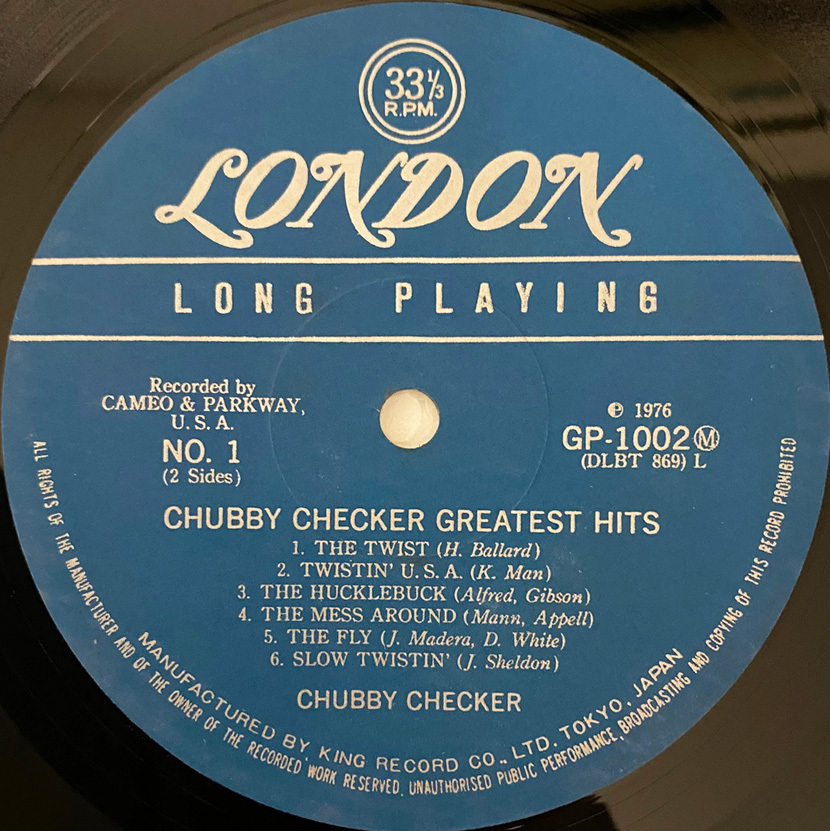 33 1/3
R.P.M.
LONDON
LONG PLAYING
Recorded by
CAMEO & PARKWAY,
U. S. A.
NO. 1
(2 Sides)
℗ 1976
GP-1002 Ⓜ
(DLBT 869) L
CHUBBY CHECKER GREATEST HITS
1. THE TWIST (H. Ballard)
2. TWISTIN' U. S. A. (K. Man)
3. THE HUCKLEBUCK (Alfred, Gibson)
4. THE MESS AROUND (Mann, Appell)
5. THE FLY (J. Madera, D. White)
6. SLOW TWISTIN' (J. Sheldon)
CHUBBY CHECKER
MANUFACTURED BY KING RECORD CO., LTD. TOKYO. JAPAN
ALL RIGHTS OF THE MANUFACTURER AND OF THE OWNER OF THE RECORDED WORK RESERVED. UNAUTHORISED PUBLIC PERFORMANCE, BROADCASTING AND COPYING OF THIS RECORD PROHIBITED